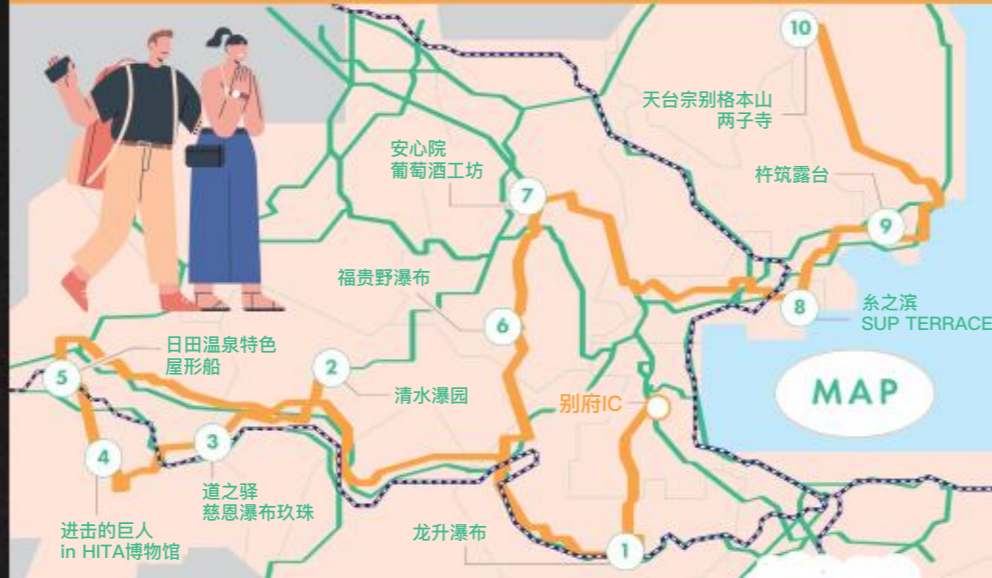 10
天台宗别格本山
两子寺
安心院
葡萄酒工坊
杵筑露台
7
9
福贵野瀑布
糸之滨
SUP TERRACE
8
6
日田温泉特色
屋形船
5
2
清水瀑园
别府IC
MAP
3
4
道之驿
慈恩瀑布玖珠
进击的巨人
in HITA博物馆
龙升瀑布
1